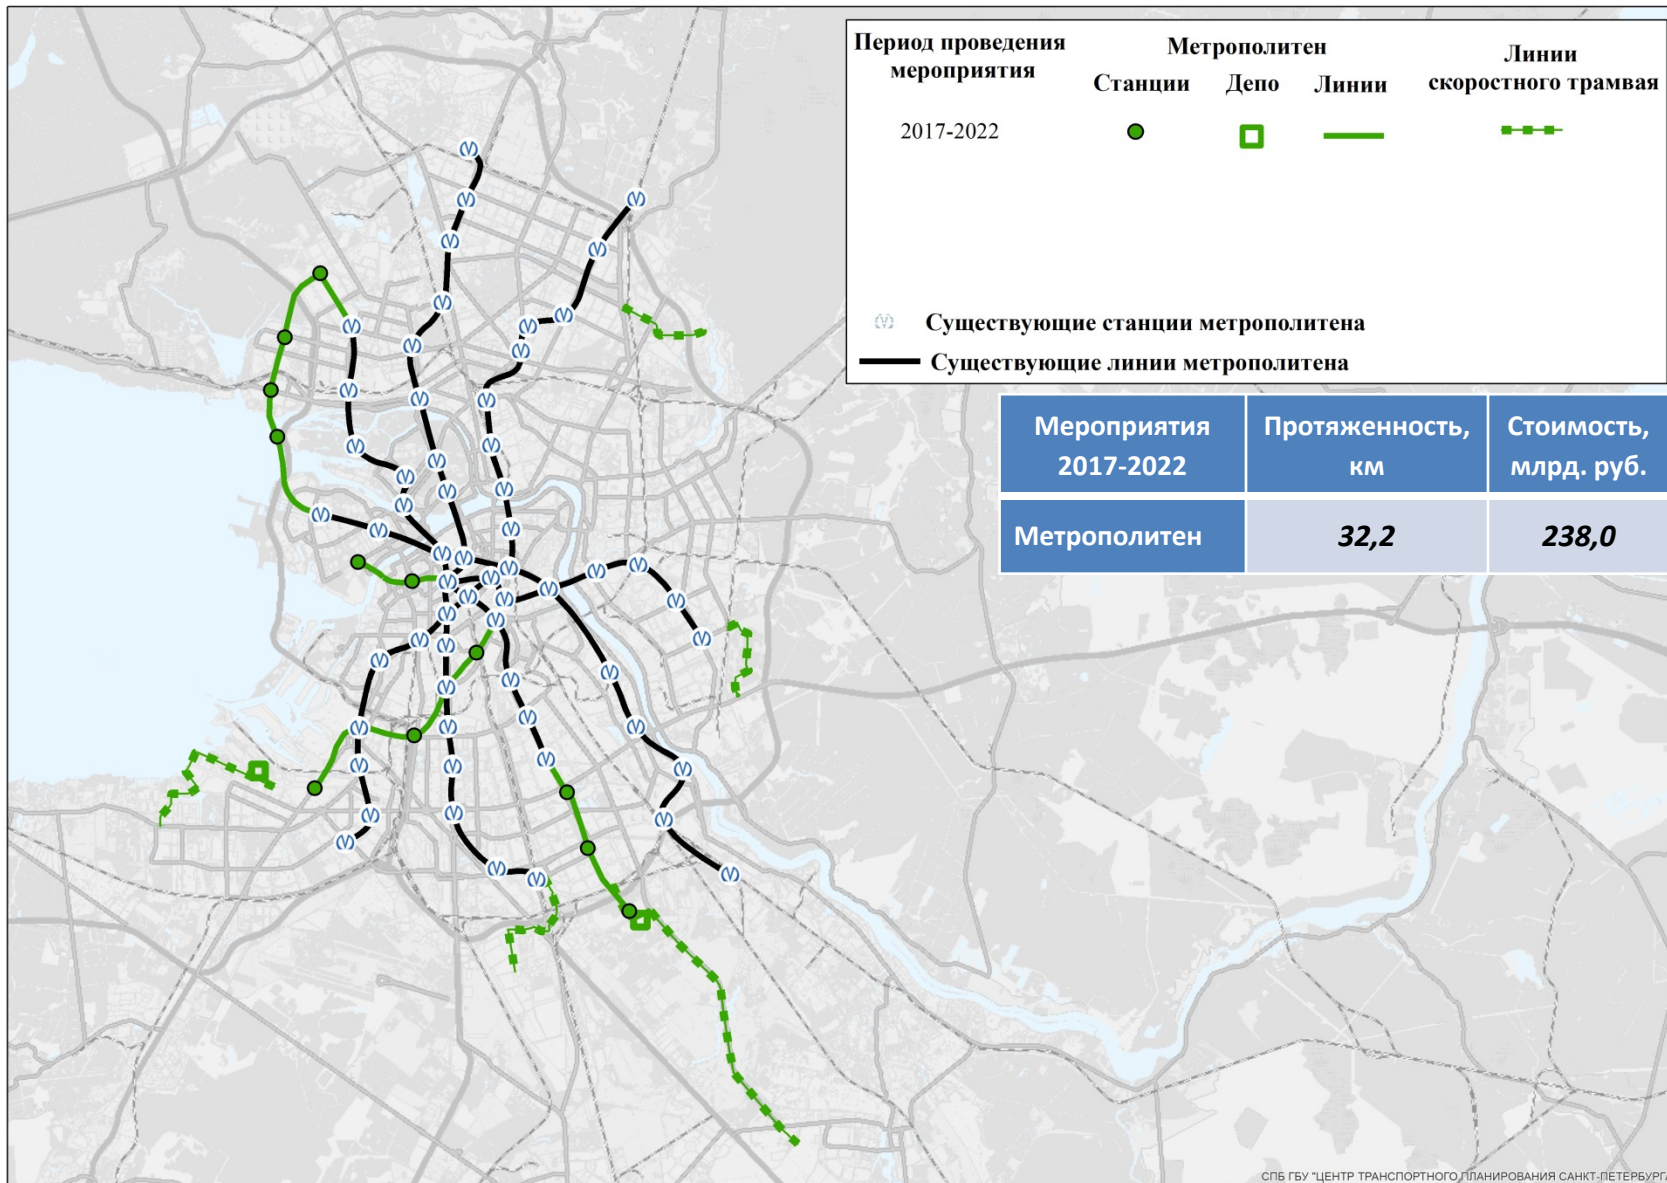 Период проведения
мероприятия
Метрополитен
Станции
Депо
Линии
Линии
скоростного трамвая
2017-2022
Существующие станции метрополитена
Существующие линии метрополитена
Мероприятия
2017-2022
Протяженность,
км
Стоимость,
млрд. руб.
Метрополитен
32,2
238,0
СПБ ГБУ "ЦЕНТР ТРАНСПОРТНОГО ПЛАНИРОВАНИЯ САНКТ-ПЕТЕРБУРГА